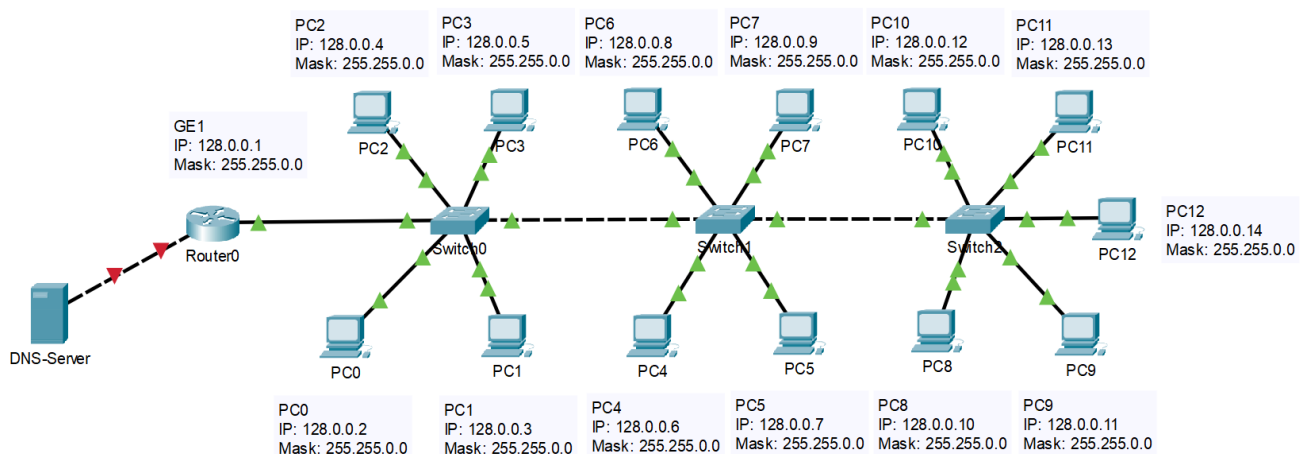 PC2
IP: 128.0.0.4
Mask: 255.255.0.0
PC3
IP: 128.0.0.5
Mask: 255.255.0.0
PC6
IP: 128.0.0.8
Mask: 255.255.0.0
PC7
IP: 128.0.0.9
Mask: 255.255.0.0
PC10
IP: 128.0.0.12
Mask: 255.255.0.0
PC11
IP: 128.0.0.13
Mask: 255.255.0.0
GE1
IP: 128.0.0.1
Mask: 255.255.0.0
PC2
PC3
PC6
PC7
PC10
PC11
PC12
IP: 128.0.0.14
Mask: 255.255.0.0
Router0
Switch0
Switch1
Switch2
PC12
DNS-Server
PC0
PC1
PC4
PC5
PC8
PC9
PC0
IP: 128.0.0.2
Mask: 255.255.0.0
PC1
IP: 128.0.0.3
Mask: 255.255.0.0
PC4
IP: 128.0.0.6
Mask: 255.255.0.0
PC5
IP: 128.0.0.7
Mask: 255.255.0.0
PC8
IP: 128.0.0.10
Mask: 255.255.0.0
PC9
IP: 128.0.0.11
Mask: 255.255.0.0